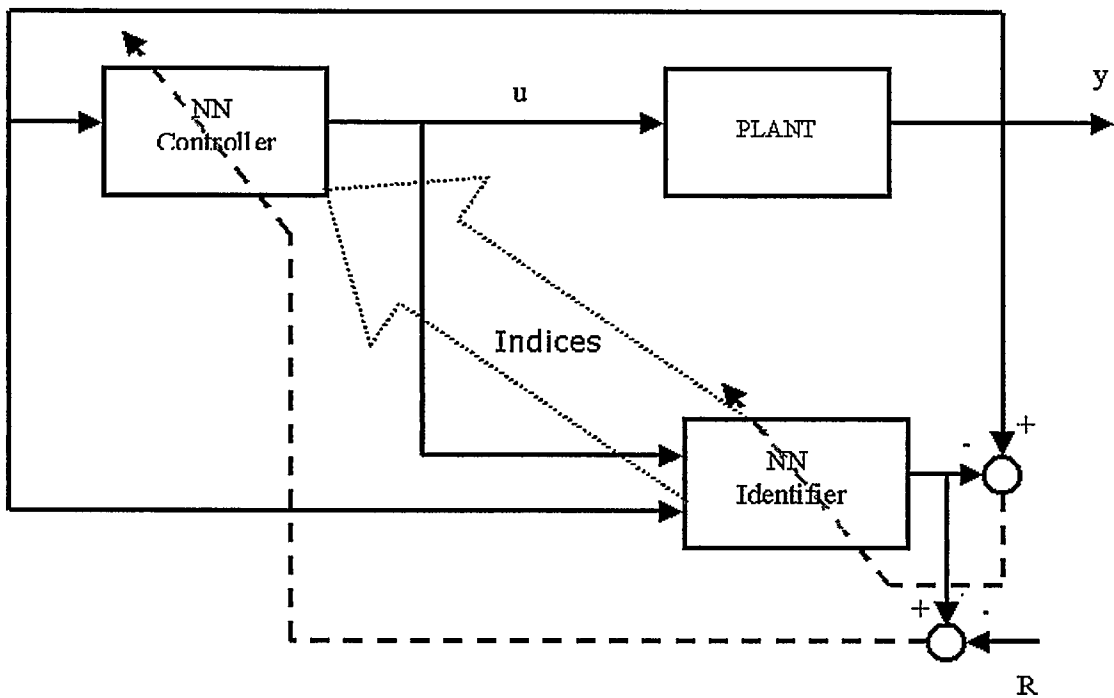 u
y
NN
Controller
PLANT
Indices
+
-
NN
Identifier
+
-
R